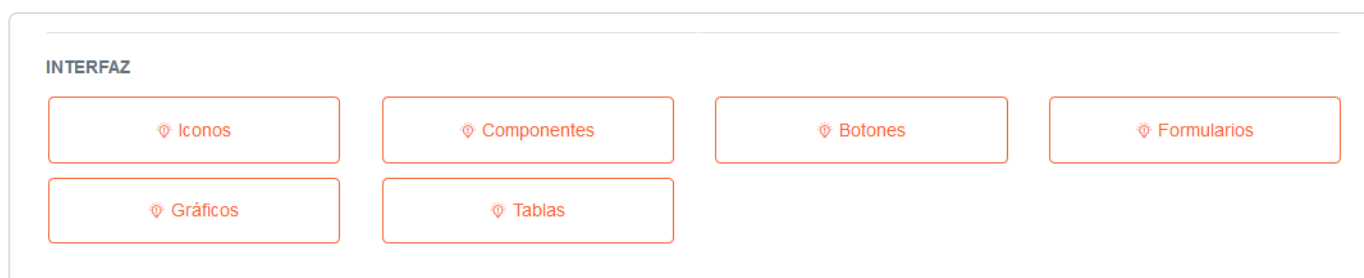 INTERFAZ
Iconos
Componentes
Botones
Formularios
Gráficos
Tablas